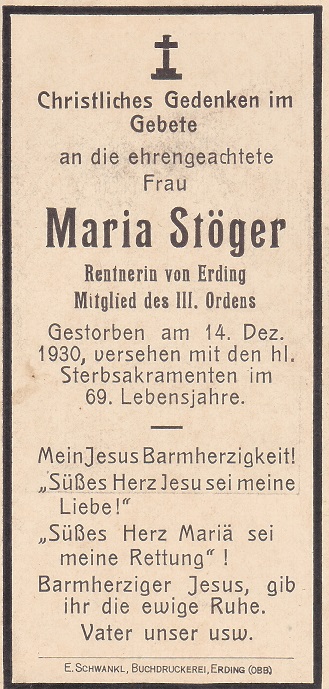 Christliches Gedenken im
Gebete
an die ehrengeachtete
Frau
Maria Stöger
Rentnerin von Erding
Mitglied des III. Ordens
Gestorben am 14. Dez.
1930, versehen mit den hl.
Sterbsakramenten im
69. Lebensjahre.
Mein Jesus Barmherzigkeit!
„Süßes Herz Jesu sei meine
Liebe!“
„Süßes Herz Mariä sei
meine Rettung“ !
Barmherziger Jesus, gib
ihr die ewige Ruhe.
Vater unser usw.
E. SCHWANKL, BUCHDRUCKEREI, ERDING (OBB.)